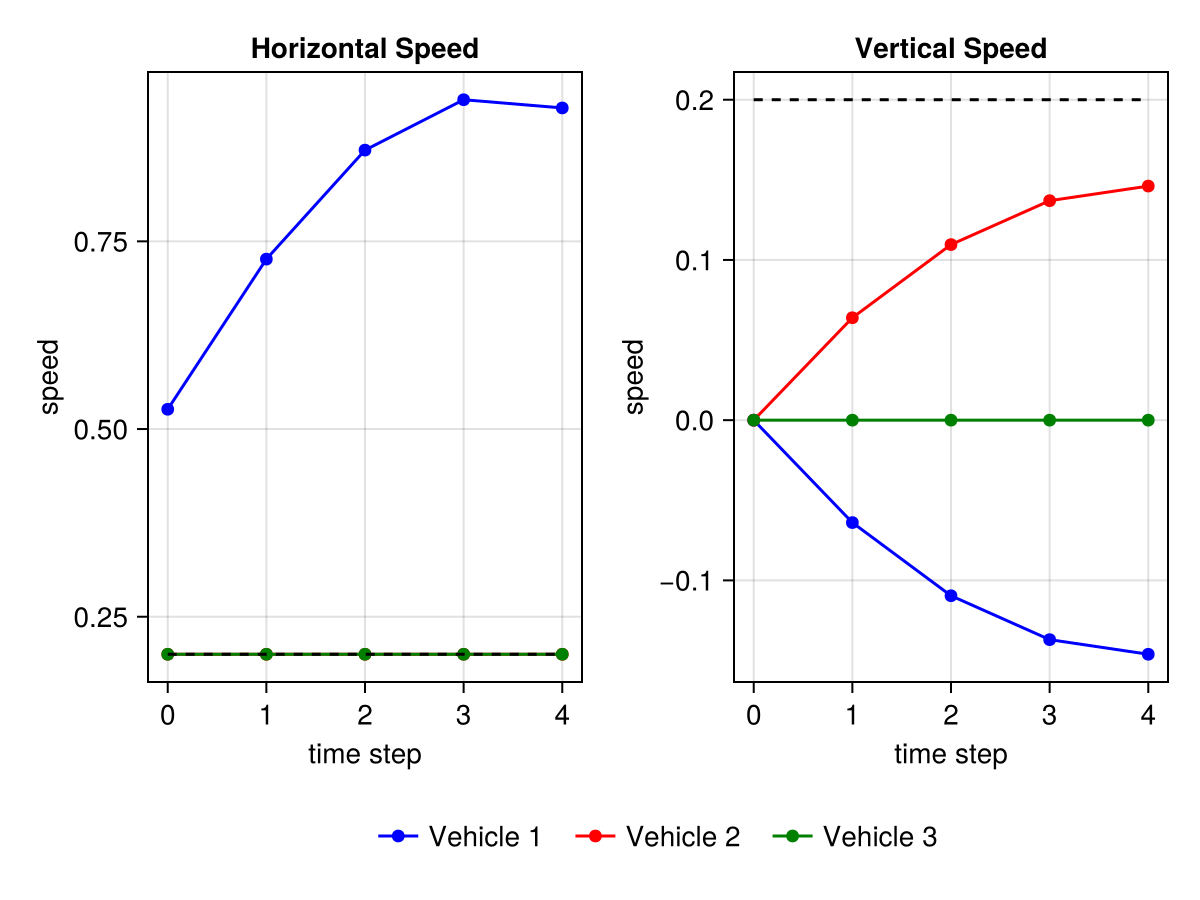 Horizontal Speed
0.75
0.50
0.25
speed
0 1 2 3 4
time step
Vertical Speed
0.2
0.1
0.0
−0.1
speed
0 1 2 3 4
time step
Vehicle 1 Vehicle 2 Vehicle 3